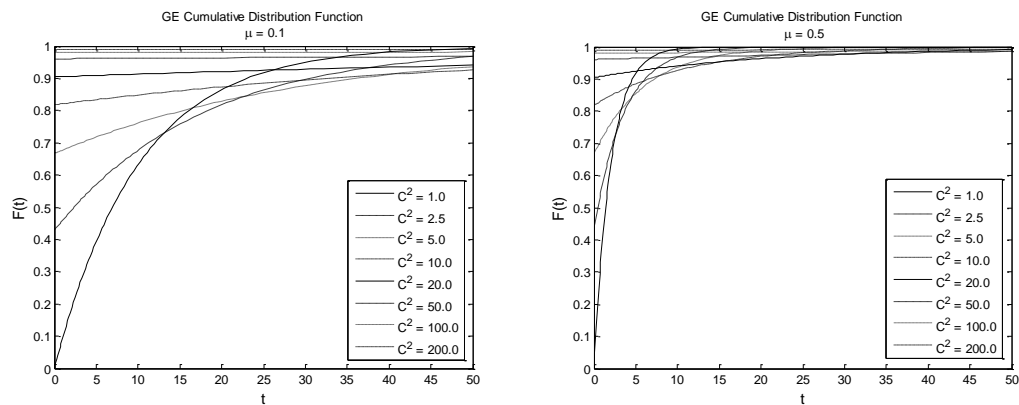 GE Cumulative Distribution Function
μ = 0.1
1
0.9
0.8
0.7
0.6
0.5
0.4
0.3
0.2
0.1
0
F(t)
0 5 10 15 20 25 30 35 40 45 50
t
C² = 1.0
C² = 2.5
C² = 5.0
C² = 10.0
C² = 20.0
C² = 50.0
C² = 100.0
C² = 200.0
GE Cumulative Distribution Function
μ = 0.5
1
0.9
0.8
0.7
0.6
0.5
0.4
0.3
0.2
0.1
0
F(t)
0 5 10 15 20 25 30 35 40 45 50
t
C² = 1.0
C² = 2.5
C² = 5.0
C² = 10.0
C² = 20.0
C² = 50.0
C² = 100.0
C² = 200.0